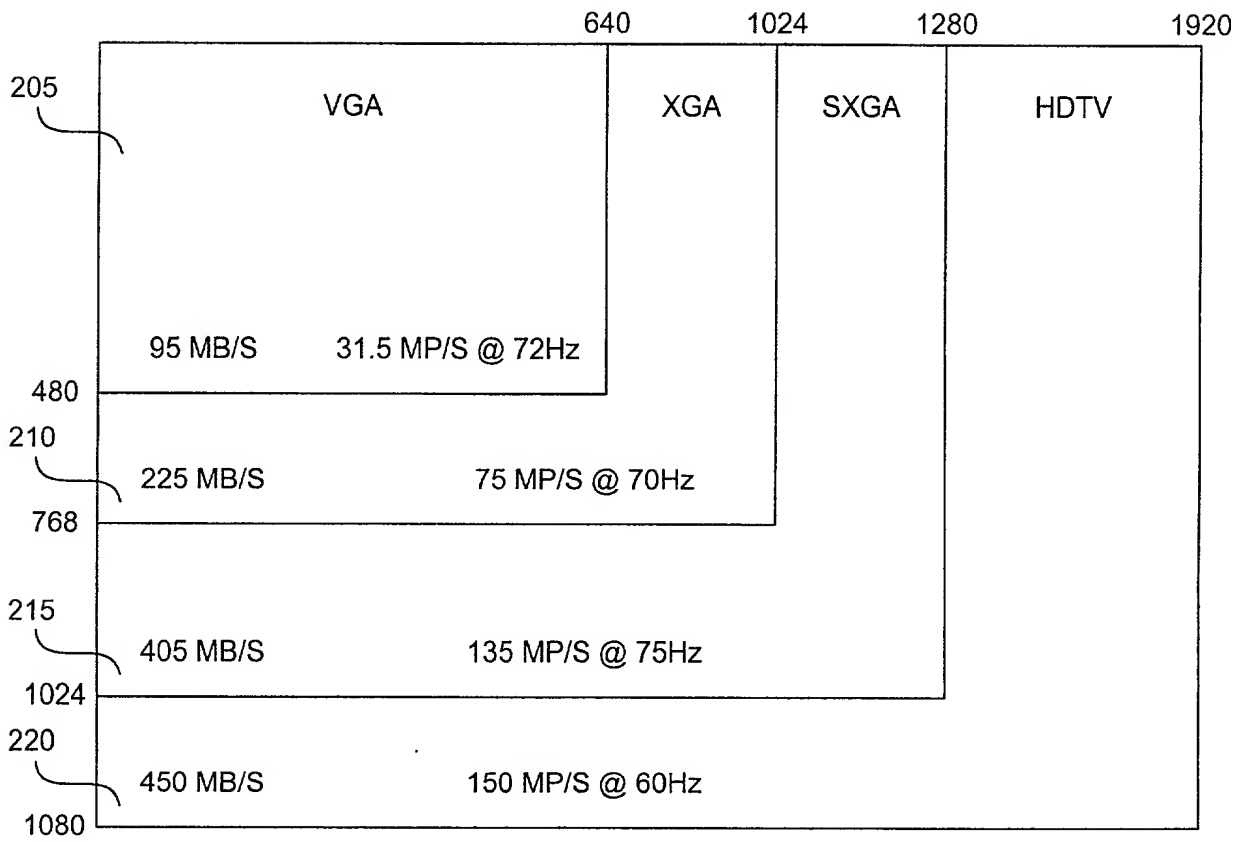 640 1024 1280 1920
205 VGA XGA SXGA HDTV
95 MB/S 31.5 MP/S @ 72Hz
480
210
225 MB/S 75 MP/S @ 70Hz
768
215
405 MB/S 135 MP/S @ 75Hz
1024
220
450 MB/S 150 MP/S @ 60Hz
1080